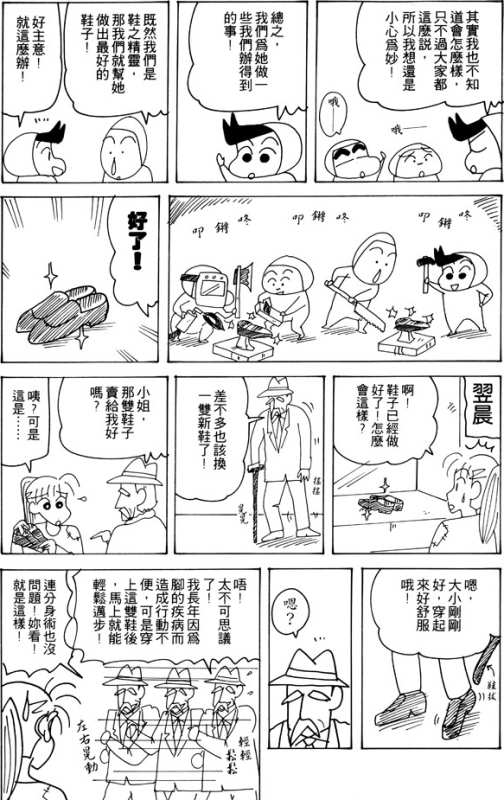 其實我也不知
道會怎麼樣，
只不過大家都
這麼說，
所以我想還是
小心爲妙！
哦—
哦—
總之，
我們爲她做一
些我們辦得到
的事！
既然我們是
鞋之精靈，
那我們就幫她
做出最好的
鞋子！
好主意！
就這麼辦！
叩 鏘 咚
叩 鏘 咚
好了！
翌晨
啊！
鞋子已經做
好了！怎麼
會這樣？
差不多也該換
一雙新鞋了！
搖搖
晃晃
小姐，
那雙鞋子
賣給我好
嗎？
咦？可是
這是……
嗯，
大小剛剛
好，穿起
來好舒服
哦！
嗯？
唔！
太不可思議
了！
我長年因爲
腳的疾病而
造成行動不
便，可是穿
上這雙鞋後
，馬上就能
輕鬆邁步！
輕輕
鬆鬆
左右晃動
連分身術也沒
問題！妳看！
就是這樣！